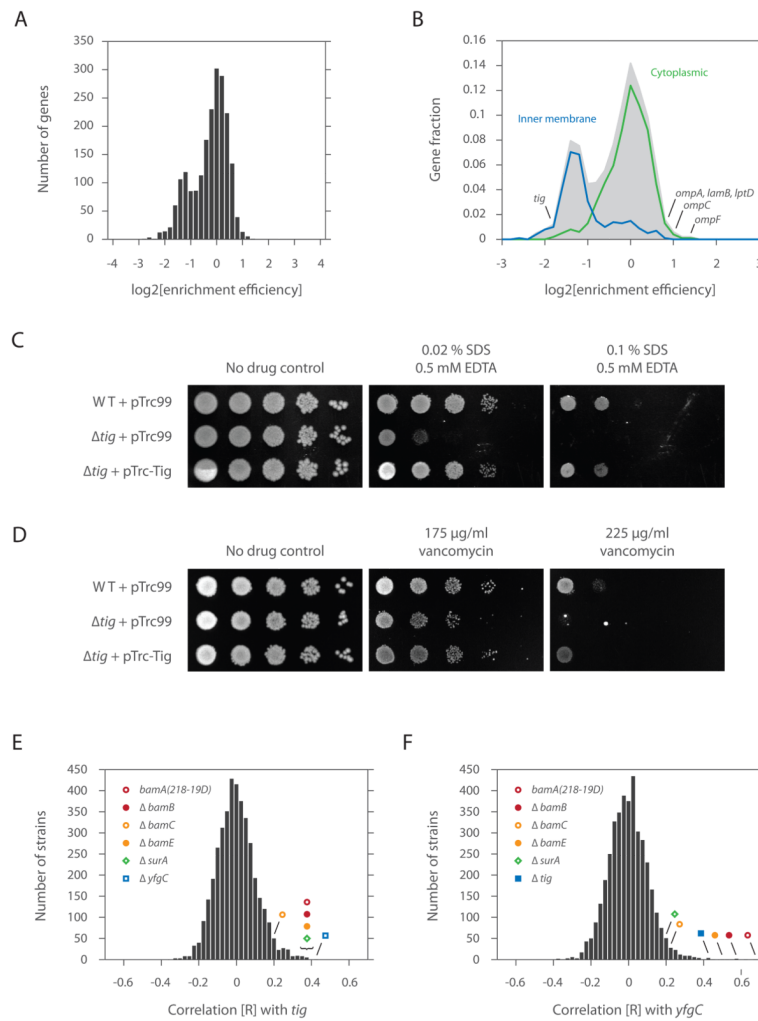 A
B
350
300
250
200
150
100
50
0
Number of genes
-4 -3 -2 -1 0 1 2 3 4
log2[enrichment efficiency]
0.16
0.14
0.12
0.1
0.08
0.06
0.04
0.02
0
Gene fraction
Cytoplasmic
Inner membrane
tig
ompA, lamB, lptD
ompC
ompF
-3 -2 -1 0 1 2 3
log2[enrichment efficiency]
C
No drug control
0.02 % SDS
0.5 mM EDTA
0.1 % SDS
0.5 mM EDTA
WT + pTrc99
Δtig + pTrc99
Δtig + pTrc-Tig
D
No drug control
175 μg/ml
vancomycin
225 μg/ml
vancomycin
WT + pTrc99
Δtig + pTrc99
Δtig + pTrc-Tig
E
450
400
350
300
250
200
150
100
50
0
Number of strains
bamA(218-19D)
Δ bamB
Δ bamC
Δ bamE
Δ surA
Δ yfgC
-0.6 -0.4 -0.2 0 0.2 0.4 0.6
Correlation [R] with tig
F
450
400
350
300
250
200
150
100
50
0
Number of strains
bamA(218-19D)
Δ bamB
Δ bamC
Δ bamE
Δ surA
Δ tig
-0.6 -0.4 -0.2 0 0.2 0.4 0.6
Correlation [R] with yfgC